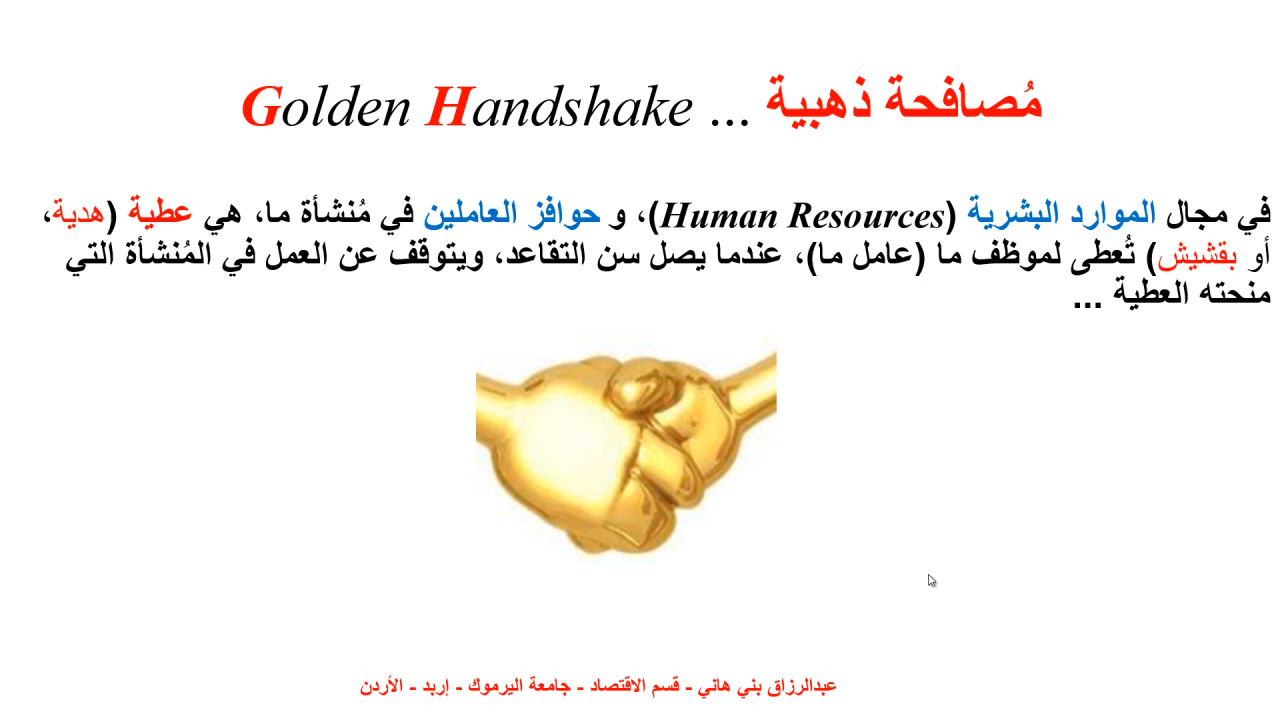 مُصافحة ذهبية ... Golden Handshake
في مجال الموارد البشرية (Human Resources)، و حوافز العاملين في مُنشأة ما، هي عطية (هدية،
أو بقشيش) تُعطى لموظف ما (عامل ما)، عندما يصل سن التقاعد، ويتوقف عن العمل في المُنشأة التي
منحته العطية ...
عبدالرزاق بني هاني - قسم الاقتصاد - جامعة اليرموك - إربد - الأردن